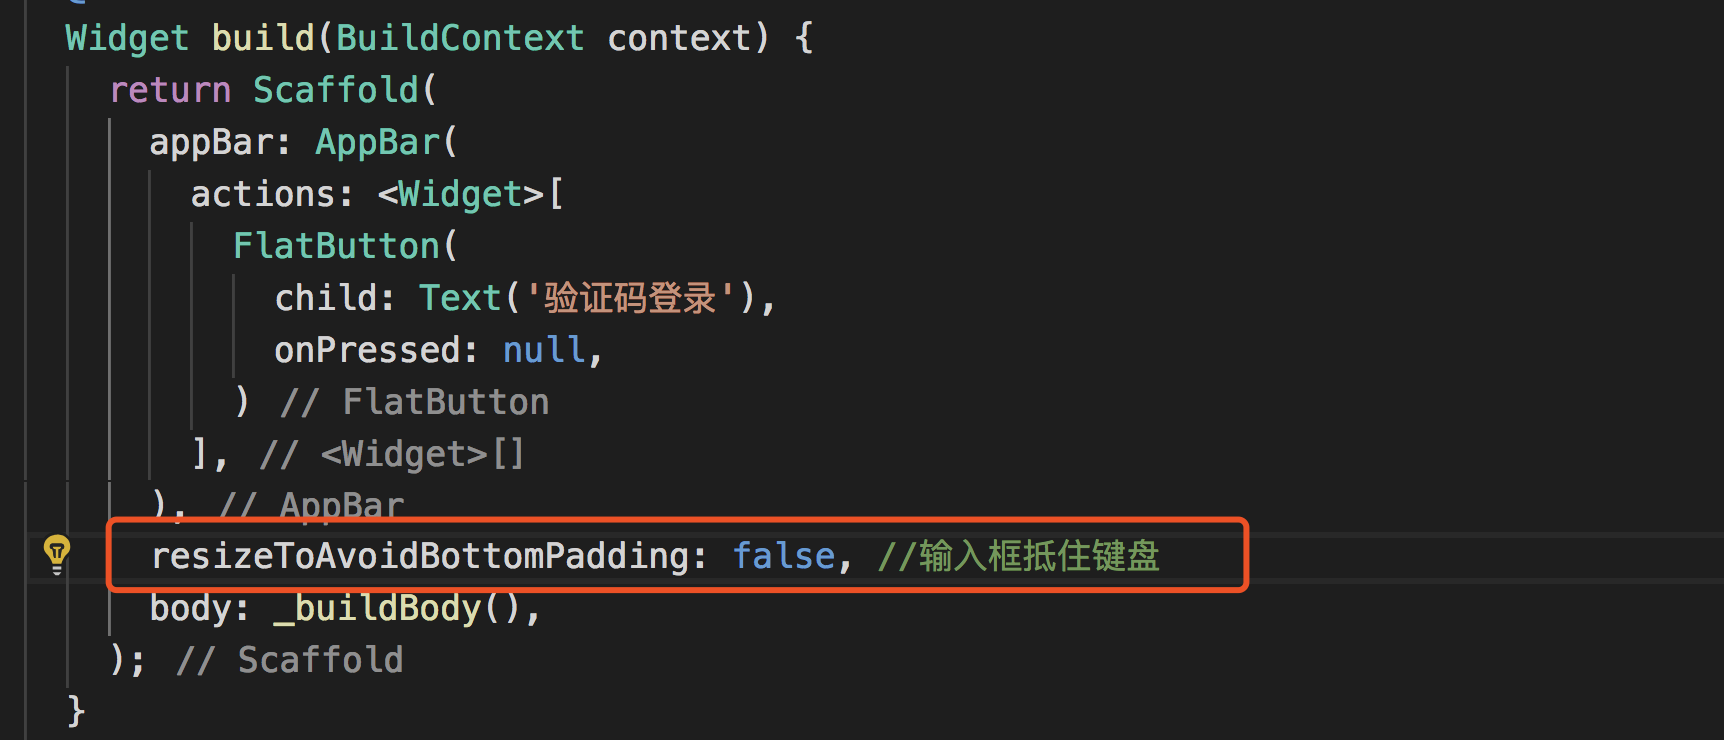 Widget build(BuildContext context) {
return Scaffold(
appBar: AppBar(
actions: <Widget>[
FlatButton(
child: Text('验证码登录'),
onPressed: null,
) // FlatButton
], // <Widget>[]
), // AppBar
resizeToAvoidBottomPadding: false, //输入框抵住键盘
body: _buildBody(),
); // Scaffold
}